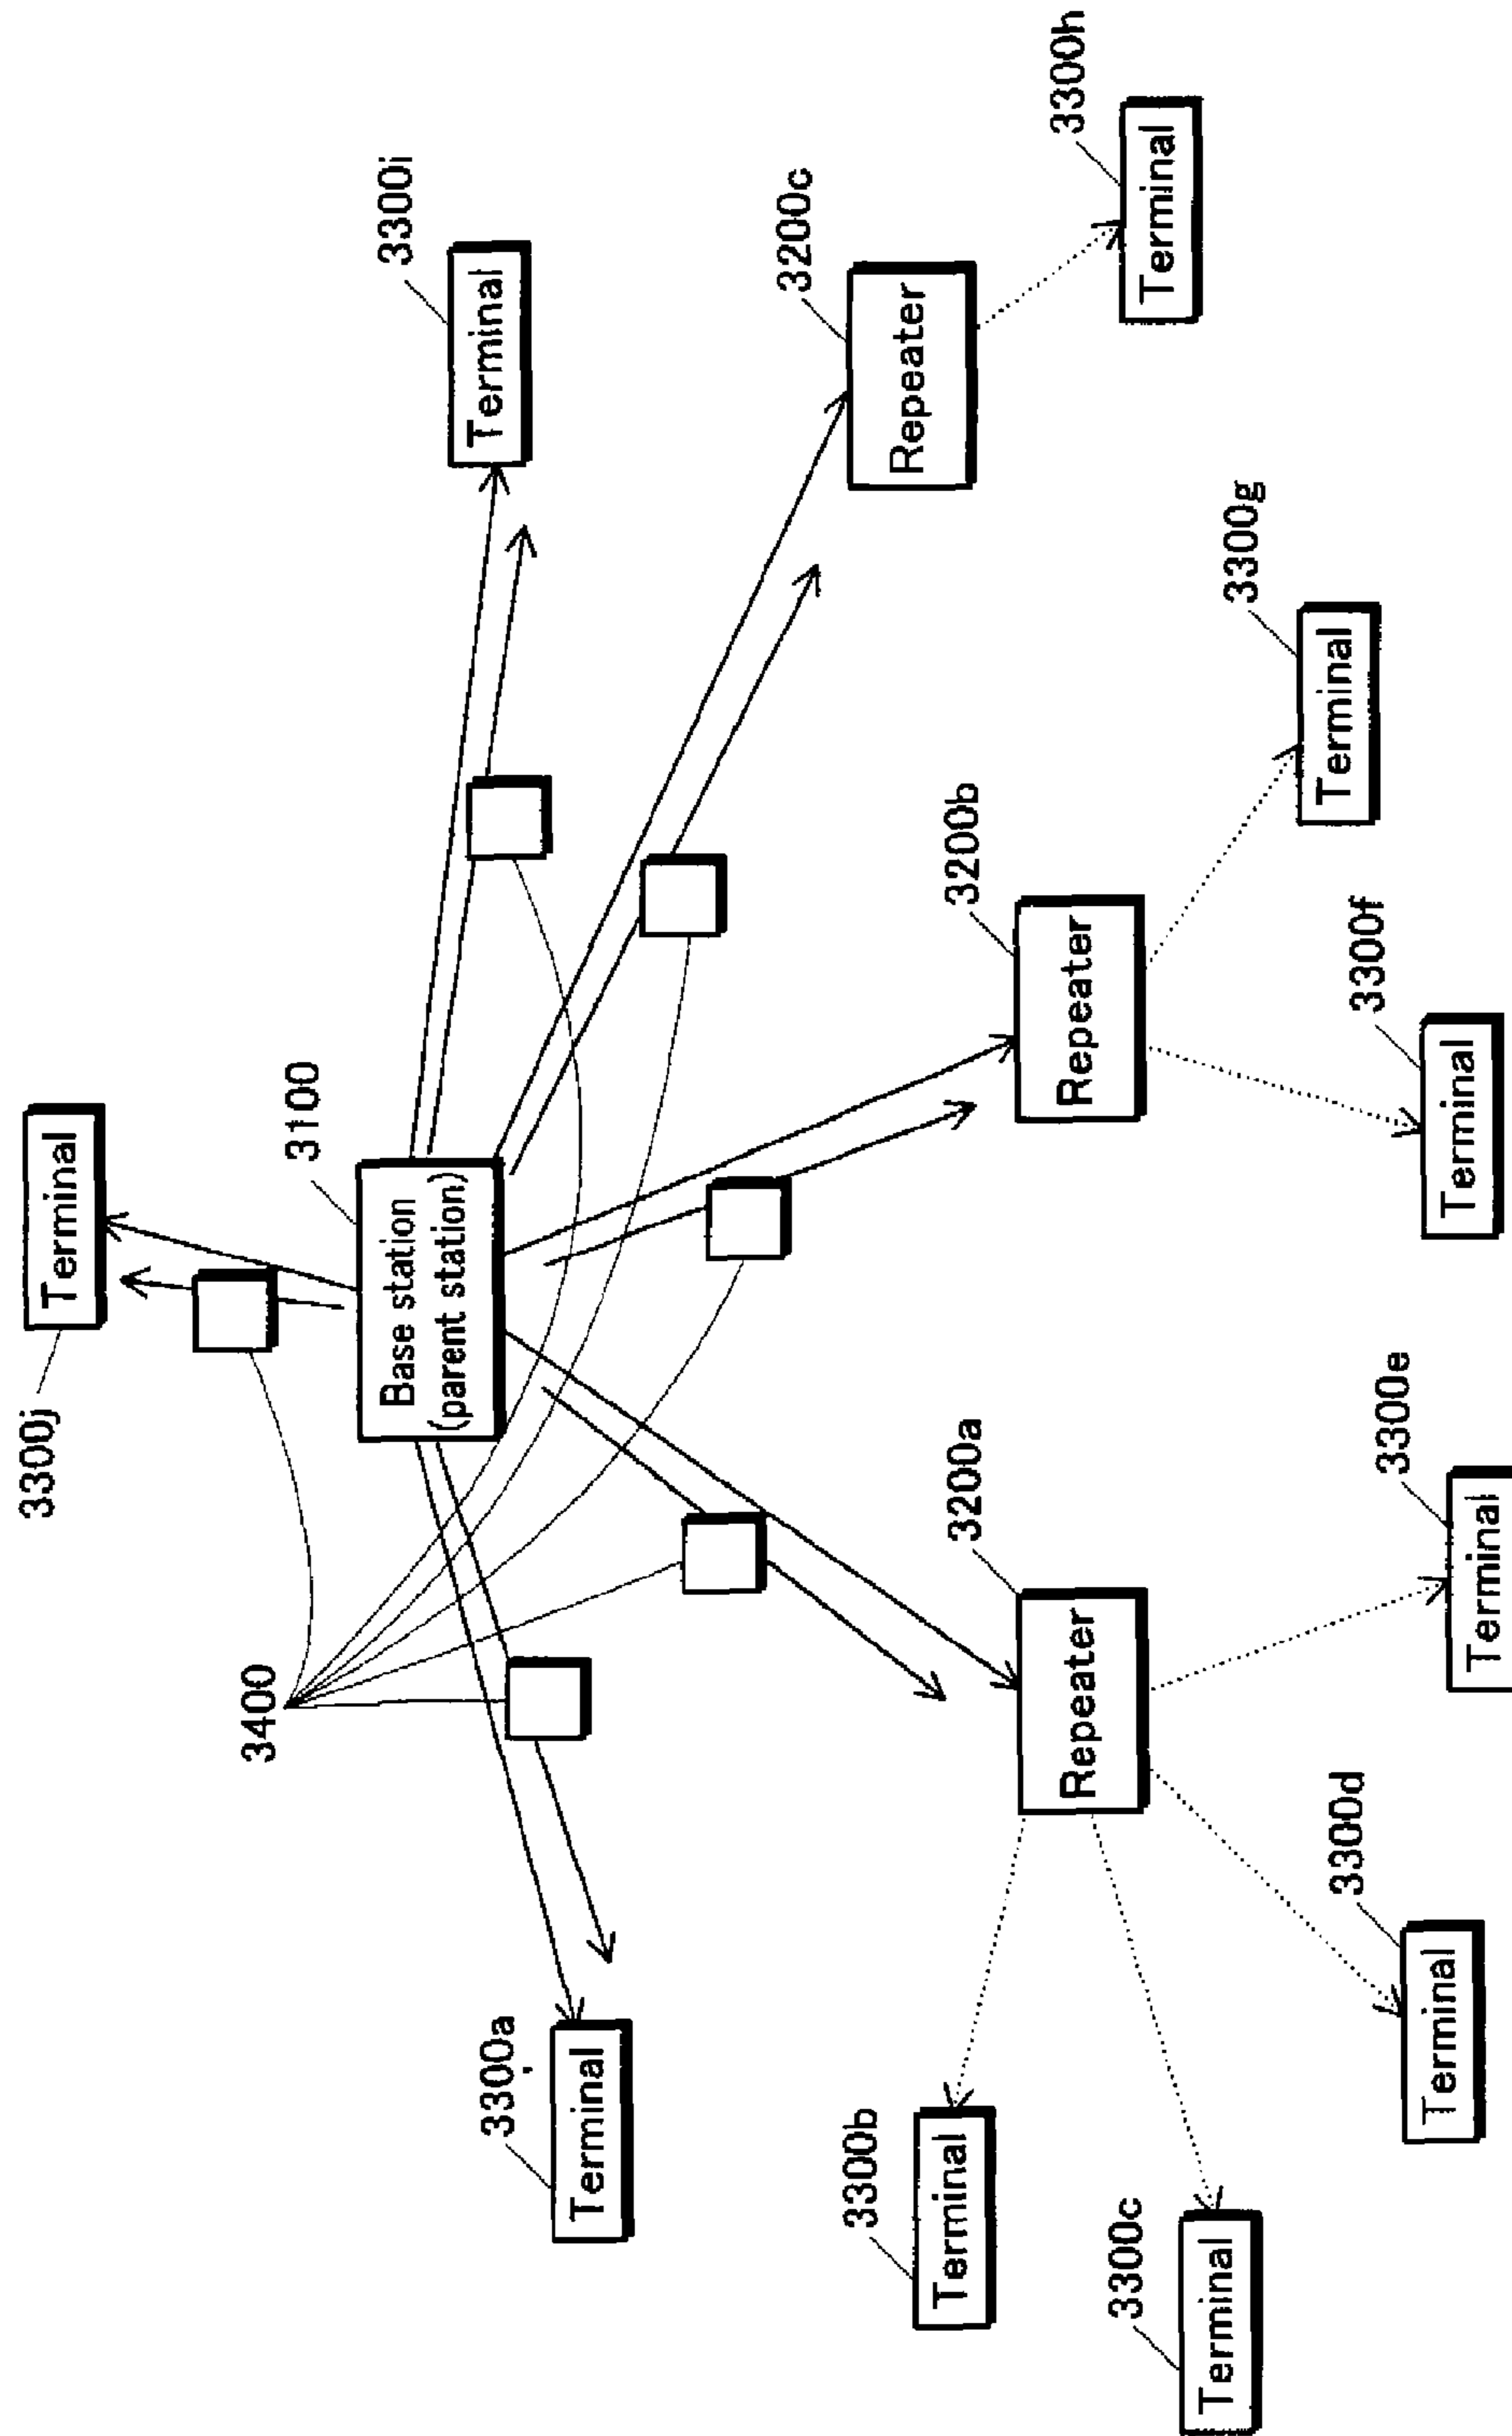 3300j
Terminal
3100
Base station
(parent station)
3400
3300a
Terminal
3300i
Terminal
3300b
Terminal
3200a
Repeater
3200b
Repeater
3200c
Repeater
3300c
Terminal
3300d
Terminal
3300e
Terminal
3300f
Terminal
3300g
Terminal
3300h
Terminal